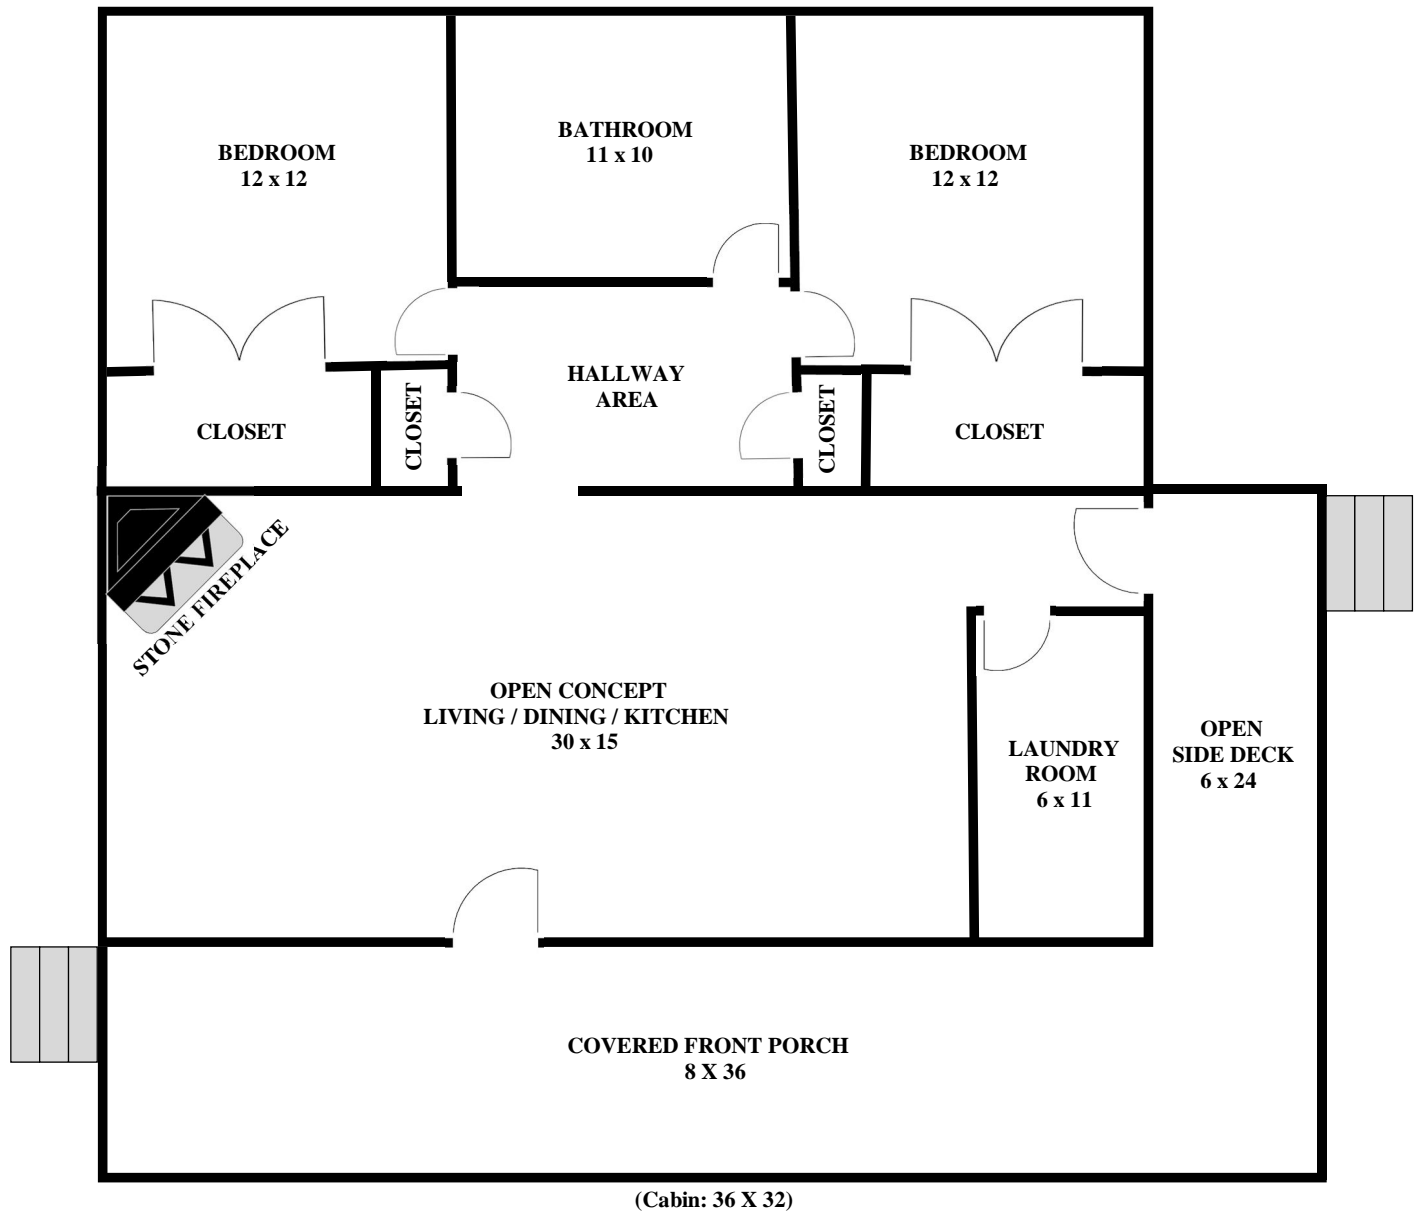 BATHROOM
11 x 10
BEDROOM
12 x 12
BEDROOM
12 x 12
HALLWAY
AREA
CLOSET
CLOSET
CLOSET
CLOSET
STONE FIREPLACE
OPEN CONCEPT
LIVING / DINING / KITCHEN
30 x 15
LAUNDRY
ROOM
6 x 11
OPEN
SIDE DECK
6 x 24
COVERED FRONT PORCH
8 X 36
(Cabin: 36 X 32)